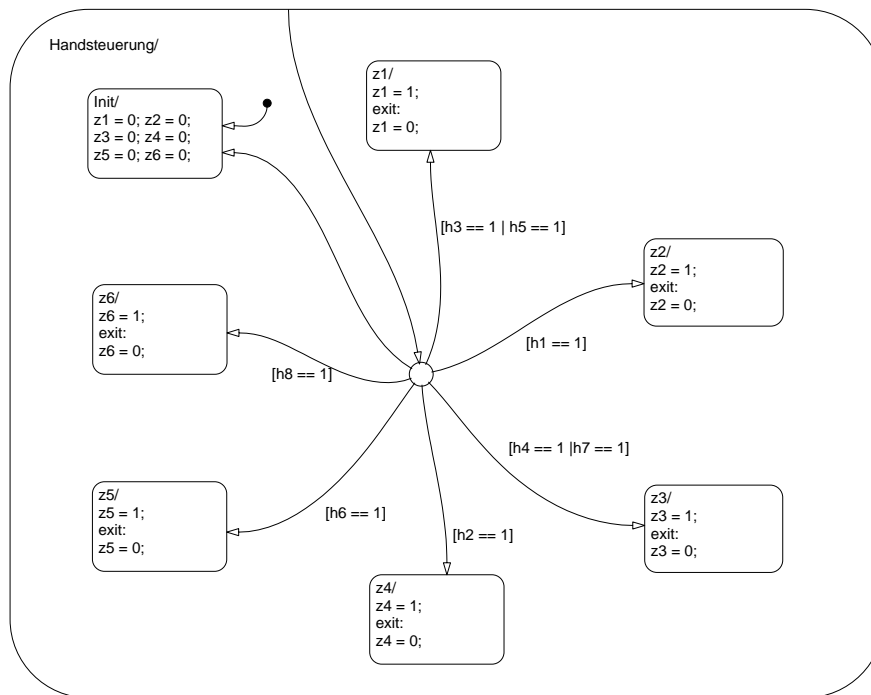 Handsteuerung/
Init/
z1 = 0; z2 = 0;
z3 = 0; z4 = 0;
z5 = 0; z6 = 0;
z1/
z1 = 1;
exit:
z1 = 0;
[h3 == 1 | h5 == 1]
z2/
z2 = 1;
exit:
z2 = 0;
[h1 == 1]
z6/
z6 = 1;
exit:
z6 = 0;
[h8 == 1]
[h4 == 1 |h7 == 1]
z5/
z5 = 1;
exit:
z5 = 0;
[h6 == 1]
[h2 == 1]
z3/
z3 = 1;
exit:
z3 = 0;
z4/
z4 = 1;
exit:
z4 = 0;